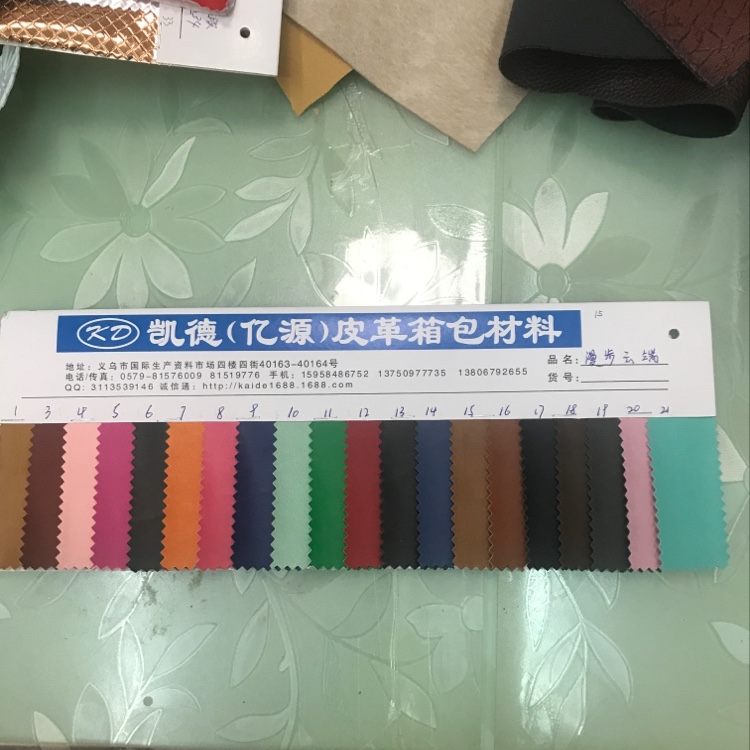 KD 凯德(亿源)皮革箱包材料
15
地址：义乌市国际生产资料市场四楼四街40163-40164号
电话/传真：0579-81576009 81519776 手机：15958486752 13750977735 13806792655
QQ: 3113539146 诚信通：http://kaide1688.1688.com
品名：漫步云端
货号：
1 3 4 5 6 7 8 9 10 11 12 13 14 15 16 17 18 19 20 21